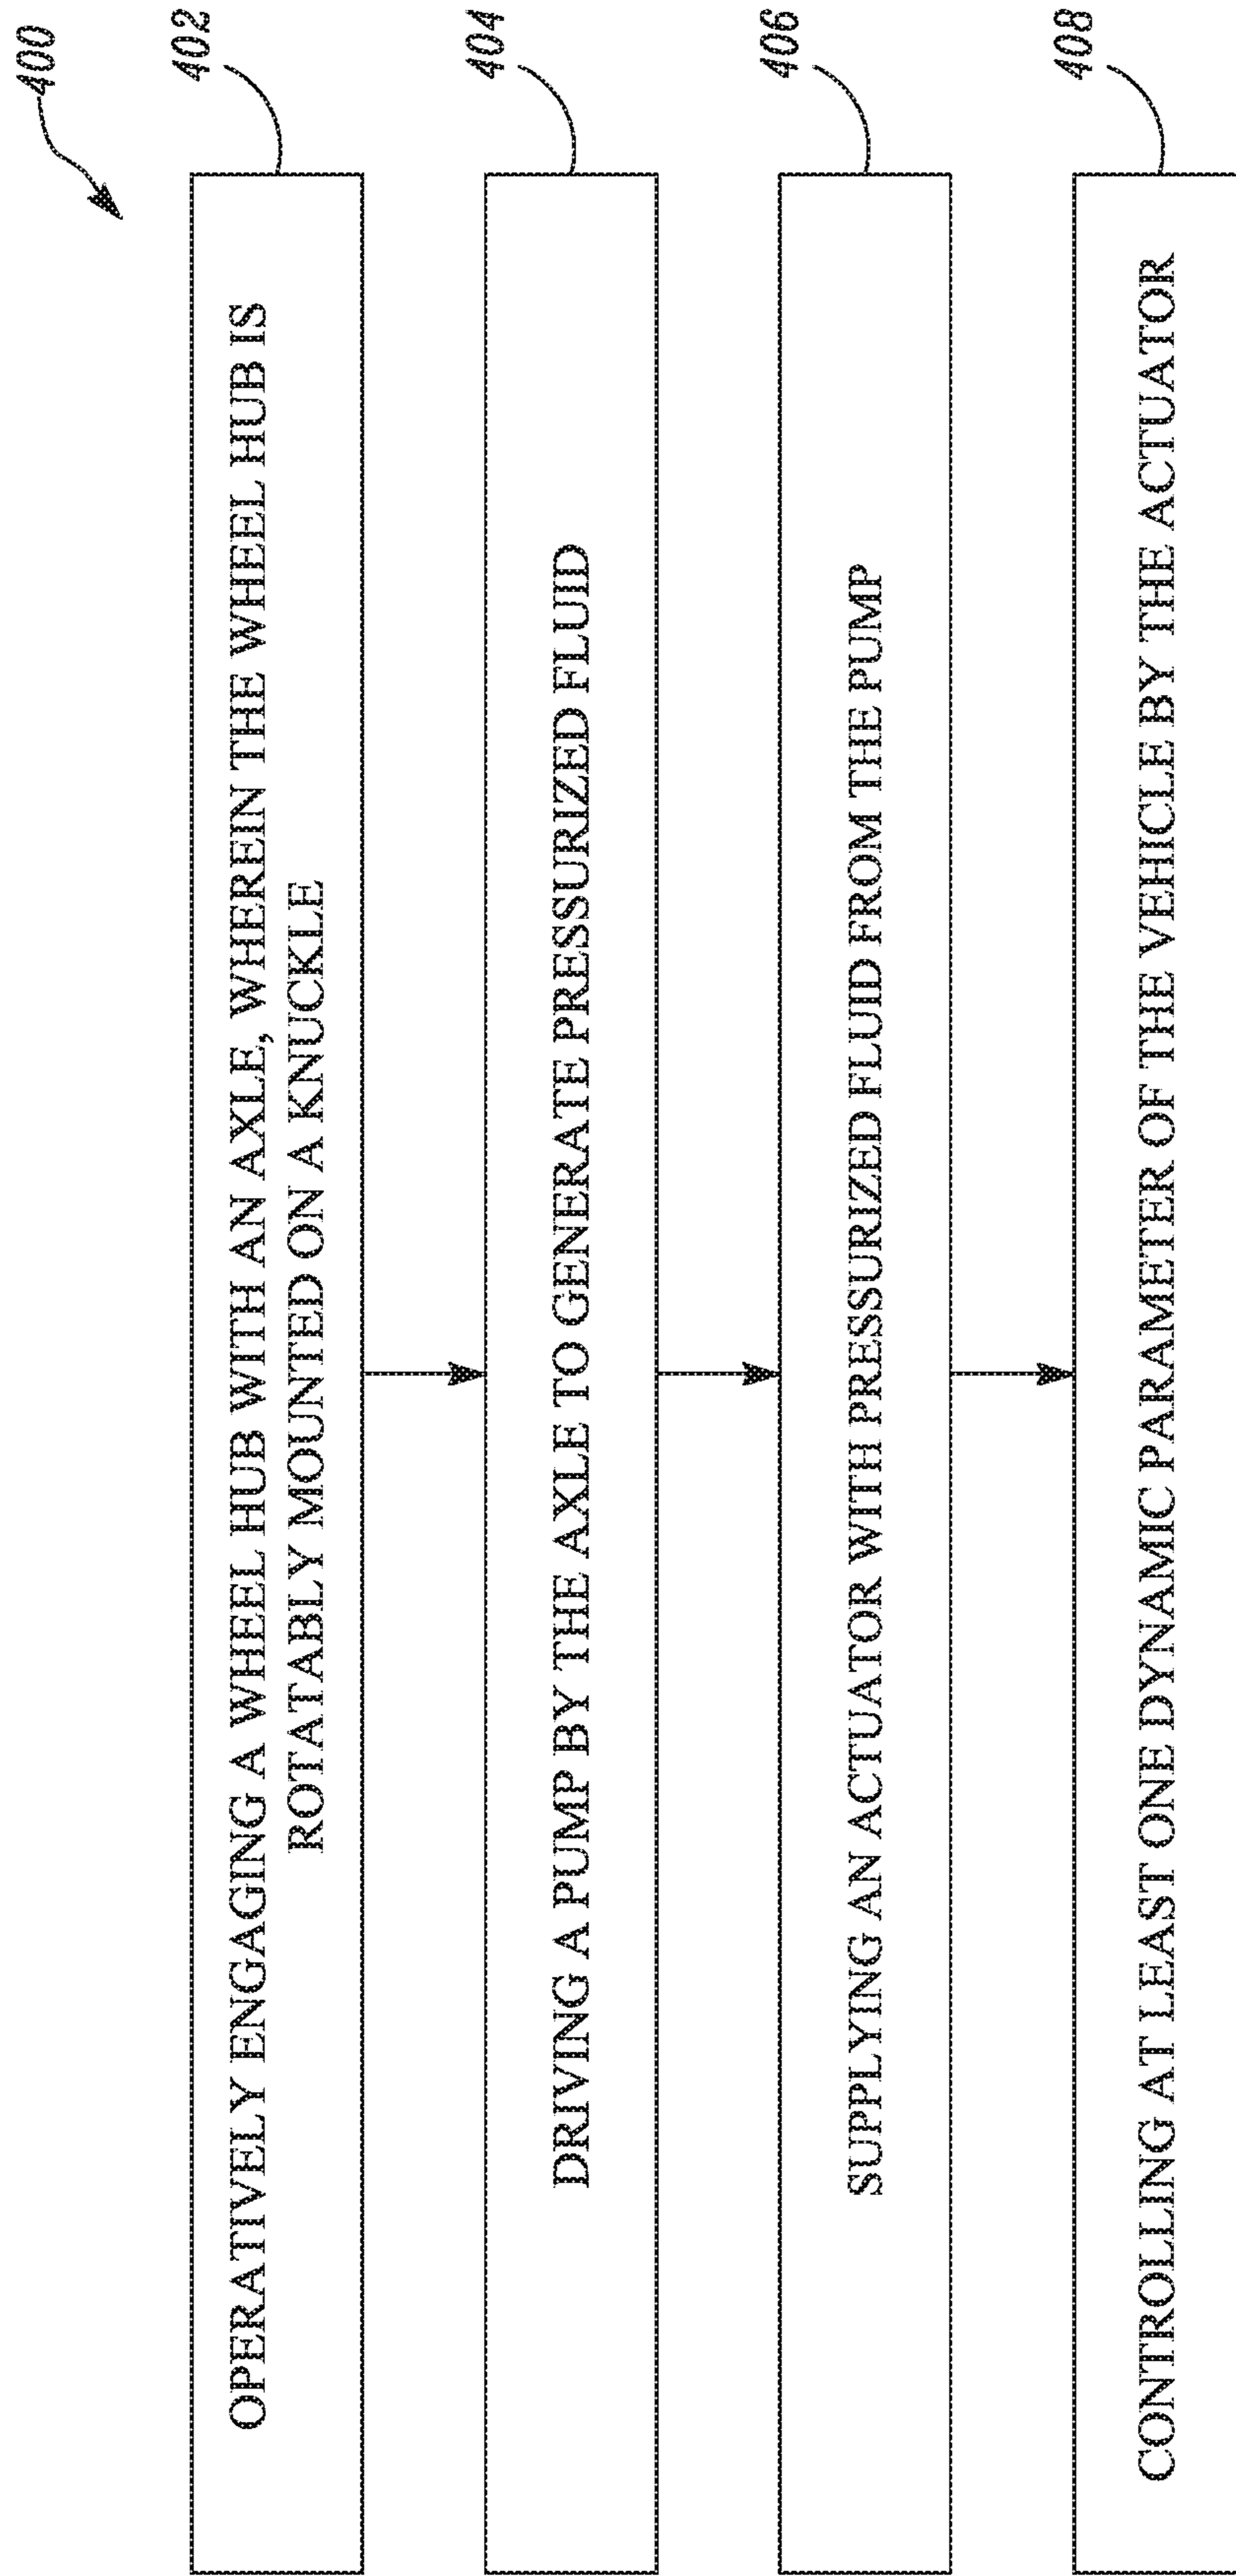 400
402
OPERATIVELY ENGAGING A WHEEL HUB WITH AN AXLE, WHEREIN THE WHEEL HUB IS
ROTATABLY MOUNTED ON A KNUCKLE
404
DRIVING A PUMP BY THE AXLE TO GENERATE PRESSURIZED FLUID
406
SUPPLYING AN ACTUATOR WITH PRESSURIZED FLUID FROM THE PUMP
408
CONTROLLING AT LEAST ONE DYNAMIC PARAMETER OF THE VEHICLE BY THE ACTUATOR